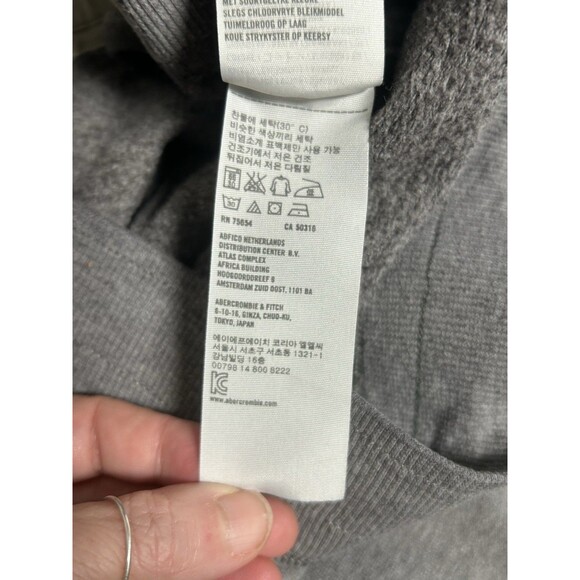 SLEGS CHLOORVRYE BLEIKMIDDEL
TUIMELDROOG OP LAAG
KOUE STRYKYSTER OP KEERSY
찬물에 세탁(30° C)
비슷한 색상끼리 세탁
비염소계 표백제만 사용 가능
건조기에서 저온 건조
뒤집어서 저온 다림질
30
RN 75654 CA 50318
ADFICO NETHERLANDS
DISTRIBUTION CENTER B.V.
ATLAS COMPLEX
AFRICA BUILDING
HOOGOORDDREEF 9
AMSTERDAM ZUID OOST, 1101 BA
ABERCROMBIE & FITCH
6-10-16, GINZA, CHUO-KU,
TOKYO, JAPAN
에이에프에이치 코리아 엘엘씨
서울시 서초구 서초동 1321-1
강남빌딩 16층
00798 14 800 8222
www.abercrombie.com